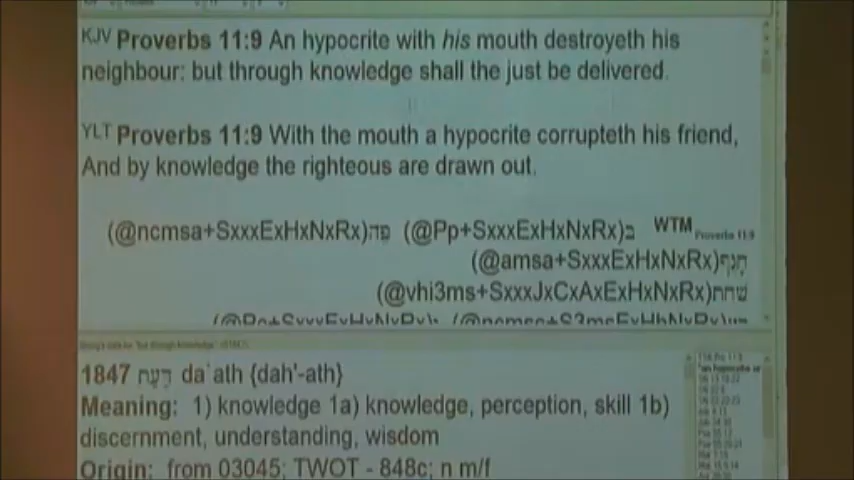 KJV Proverbs 11:9 An hypocrite with his mouth destroyeth his
neighbour: but through knowledge shall the just be delivered.
YLT Proverbs 11:9 With the mouth a hypocrite corrupteth his friend,
And by knowledge the righteous are drawn out.
WTM Proverbs 11:9 ב(@Pp+SxxxExHxNxRx) פה(@ncmsa+SxxxExHxNxRx)
חנף(@amsa+SxxxExHxNxRx)
שחת(@vhi3ms+SxxxJxCxAxExHxNxRx)
1847 דַּעַת da`ath {dah'-ath}
Meaning: 1) knowledge 1a) knowledge, perception, skill 1b)
discernment, understanding, wisdom
Origin: from 03045; TWOT - 848c; n m/f